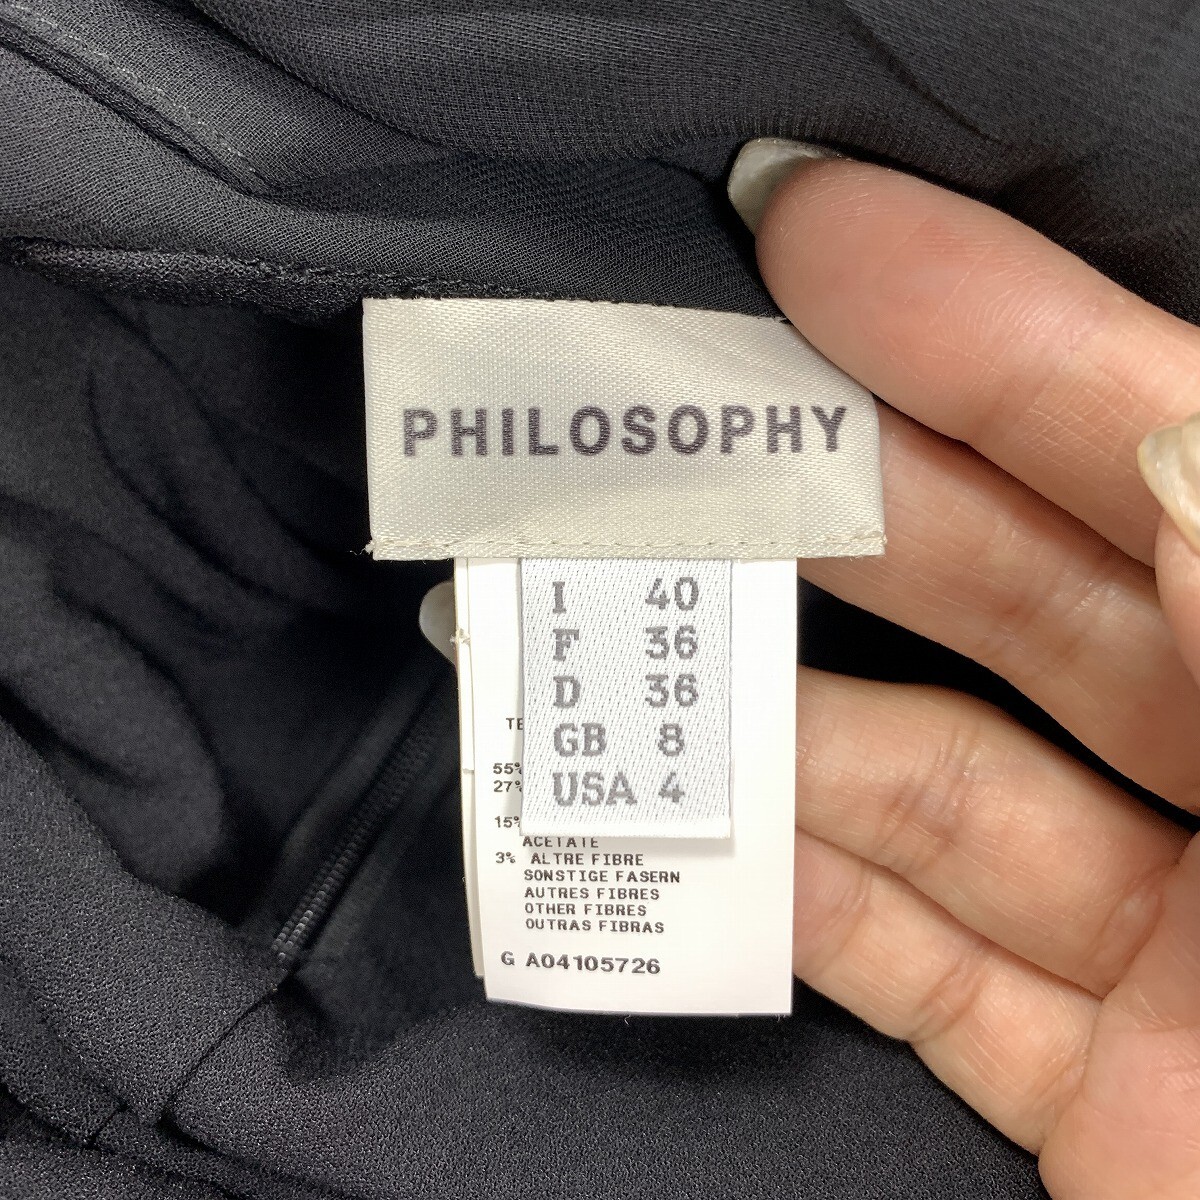 PHILOSOPHY
I 40
F 36
D 36
GB 8
USA 4
55%
27%
15%
ACETATE
3% ALTRE FIBRE
SONSTIGE FASERN
AUTRES FIBRES
OTHER FIBRES
OUTRAS FIBRAS
G A04105726